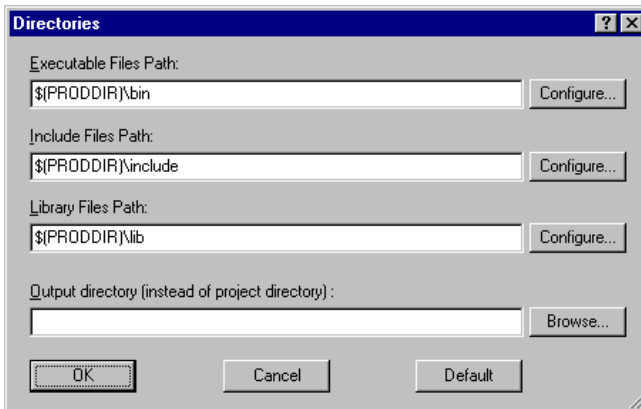 Directories
Executable Files Path:
$(PRODDIR)\bin
Configure...
Include Files Path:
$(PRODDIR)\include
Configure...
Library Files Path:
$(PRODDIR)\lib
Configure...
Output directory (instead of project directory) :
Browse...
OK Cancel Default